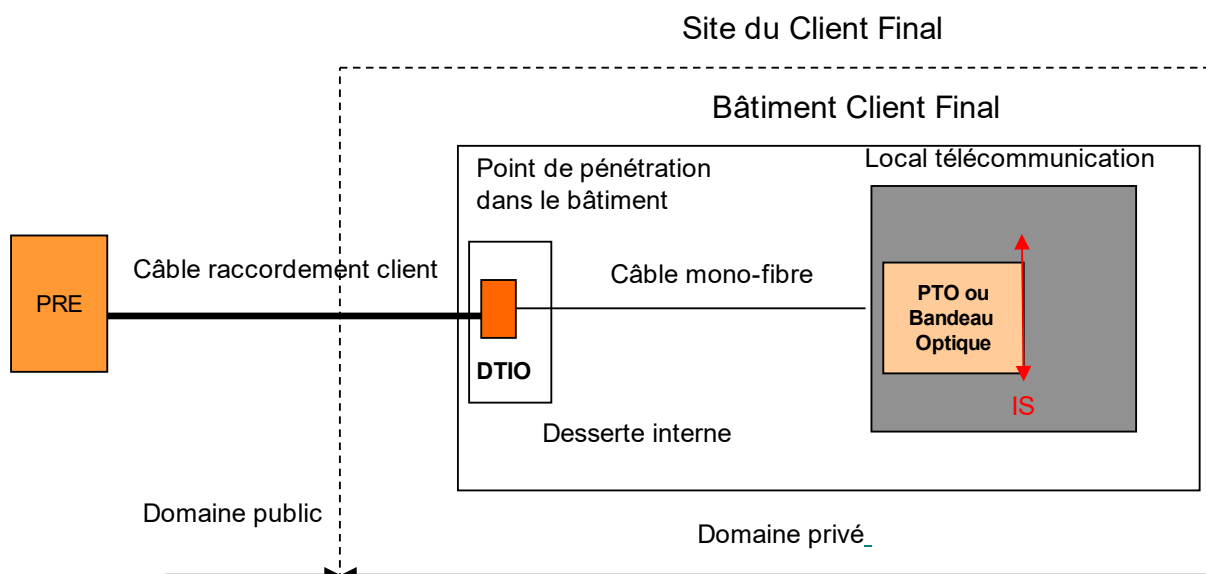 Site du Client Final
Bâtiment Client Final
Point de pénétration
dans le bâtiment
Local télécommunication
Câble raccordement client
Câble mono-fibre
PRE
PTO ou
Bandeau
Optique
DTIO
IS
Desserte interne
Domaine public
Domaine privé